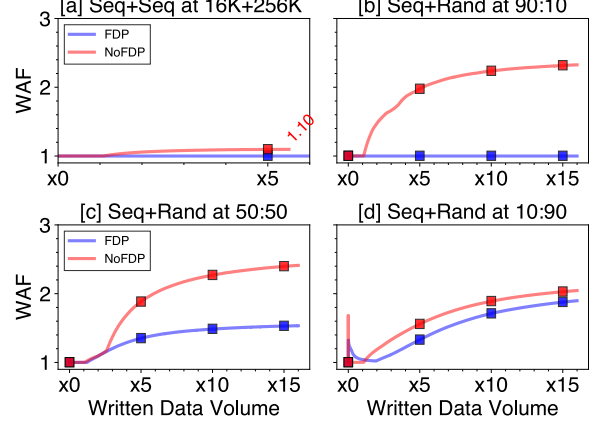 [a] Seq+Seq at 16K+256K
[b] Seq+Rand at 90:10
3
2
1
WAF
FDP
NoFDP
1.10
x0
x5
x0
x5
x10
x15
[c] Seq+Rand at 50:50
[d] Seq+Rand at 10:90
3
2
1
WAF
FDP
NoFDP
x0
x5
x10
x15
x0
x5
x10
x15
Written Data Volume
Written Data Volume